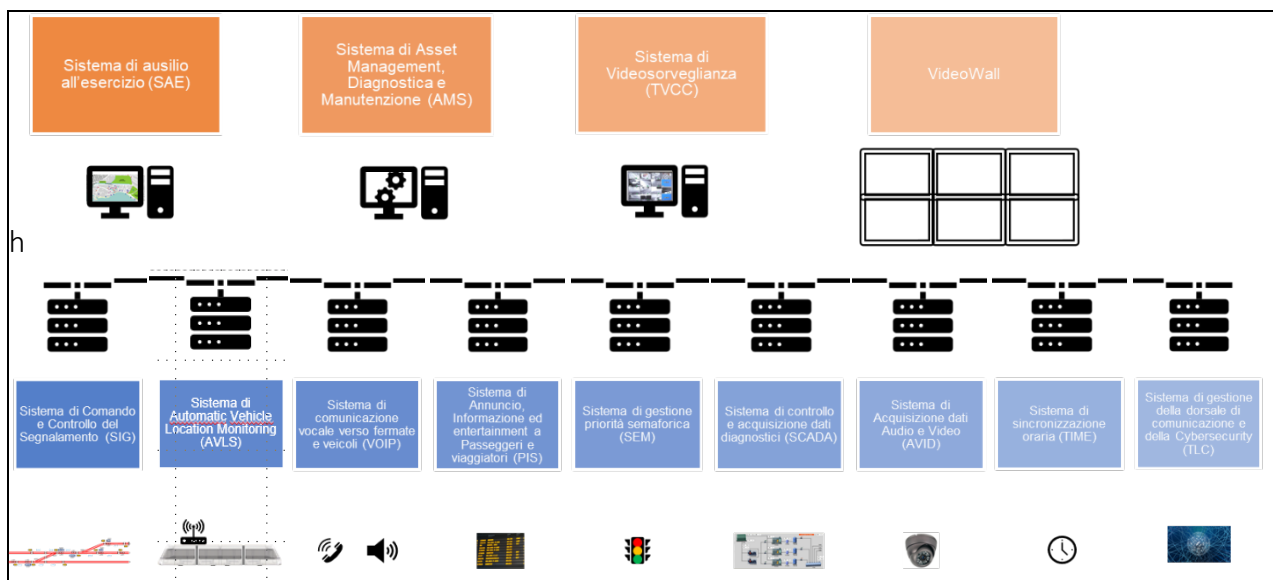 Sistema di ausilio
all'esercizio (SAE)
Sistema di Asset
Management,
Diagnostica e
Manutenzione (AMS)
Sistema di
Videosorveglianza
(TVCC)
VideoWall
h
Sistema di Comando
e Controllo del
Segnalamento (SIG)
Sistema di
Automatic Vehicle
Location Monitoring
(AVLS)
Sistema di
comunicazione
vocale verso fermate
e veicoli (VOIP)
Sistema di
Annuncio,
Informazione ed
entertainment a
Passeggeri e
viaggiatori (PIS)
Sistema di gestione
priorità semaforica
(SEM)
Sistema di controllo
e acquisizione dati
diagnostici (SCADA)
Sistema di
Acquisizione dati
Audio e Video
(AVID)
Sistema di
sincronizzazione
oraria (TIME)
Sistema di gestione
della dorsale di
comunicazione e
della Cybersecurity
(TLC)